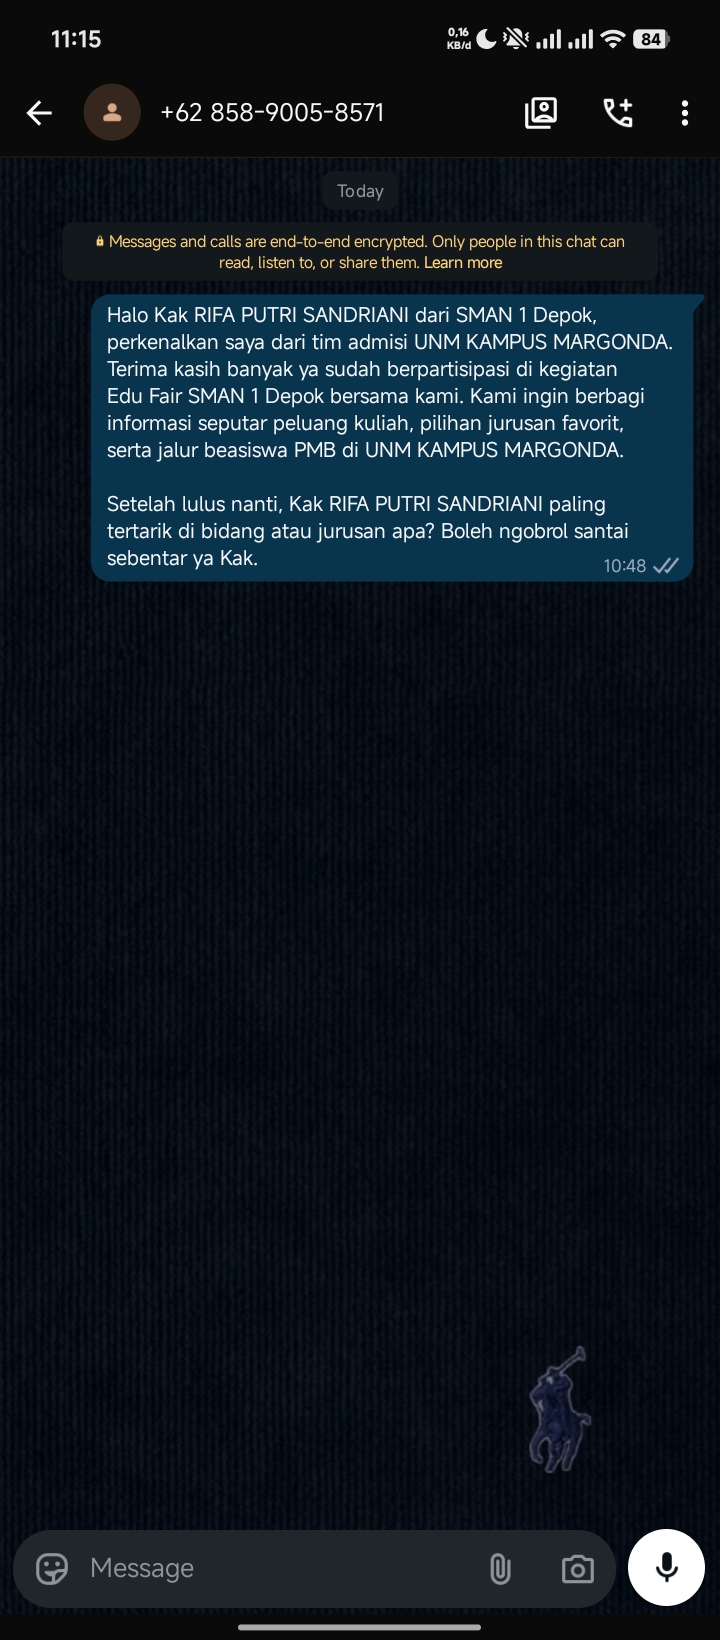 11:15
0,16
KB/d
84
+62 858-9005-8571
Today
Messages and calls are end-to-end encrypted. Only people in this chat can
read, listen to, or share them. Learn more
Halo Kak RIFA PUTRI SANDRIANI dari SMAN 1 Depok,
perkenalkan saya dari tim admisi UNM KAMPUS MARGONDA.
Terima kasih banyak ya sudah berpartisipasi di kegiatan
Edu Fair SMAN 1 Depok bersama kami. Kami ingin berbagi
informasi seputar peluang kuliah, pilihan jurusan favorit,
serta jalur beasiswa PMB di UNM KAMPUS MARGONDA.
Setelah lulus nanti, Kak RIFA PUTRI SANDRIANI paling
tertarik di bidang atau jurusan apa? Boleh ngobrol santai
sebentar ya Kak.
10:48
Message